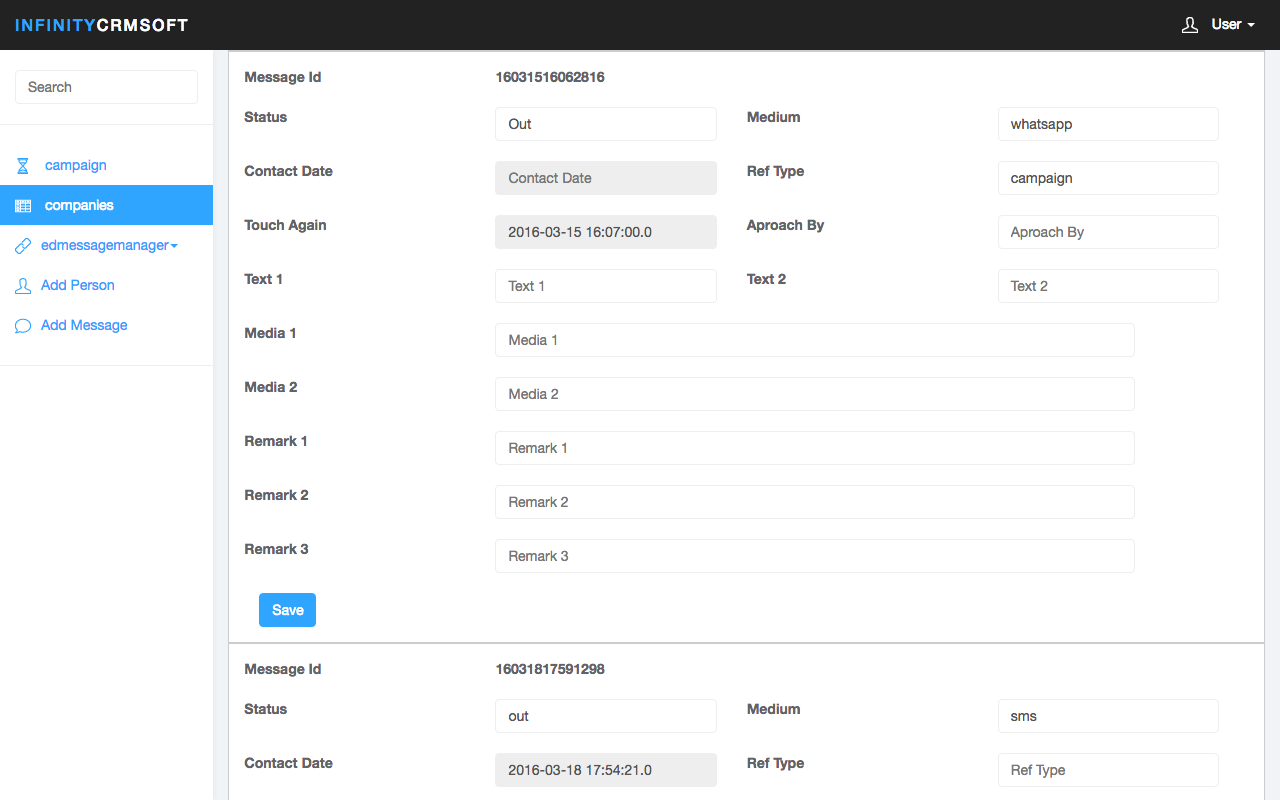 INFINITYCRMSOFT
User
Search
campaign
companies
edmessagemanager
Add Person
Add Message
Message Id 16031516062816
Status Out Medium whatsapp
Contact Date Contact Date Ref Type campaign
Touch Again 2016-03-15 16:07:00.0 Aproach By Aproach By
Text 1 Text 1 Text 2 Text 2
Media 1 Media 1
Media 2 Media 2
Remark 1 Remark 1
Remark 2 Remark 2
Remark 3 Remark 3
Save
Message Id 16031817591298
Status out Medium sms
Contact Date 2016-03-18 17:54:21.0 Ref Type Ref Type